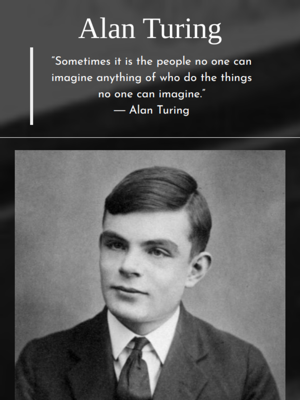 Alan Turing
“Sometimes it is the people no one can
imagine anything of who do the things
no one can imagine.”
― Alan Turing